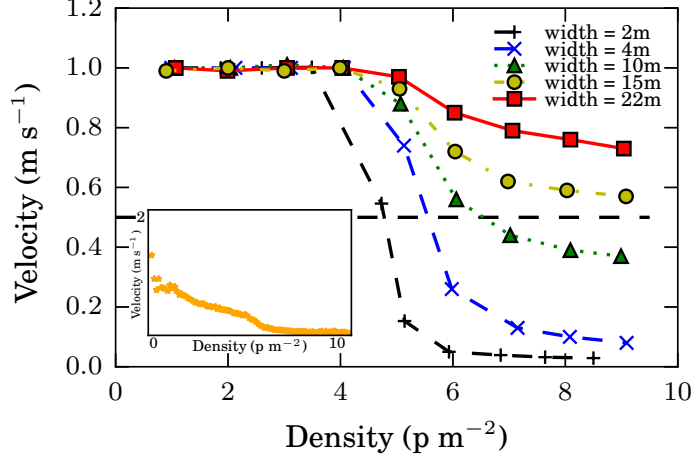 1.2
1.0
0.8
0.6
0.4
0.2
0.0
0
2
4
6
8
10
Velocity (m s⁻¹)
Density (p m⁻²)
width = 2m
width = 4m
width = 10m
width = 15m
width = 22m
2
Velocity (m s⁻¹)
0
10
Density (p m⁻²)